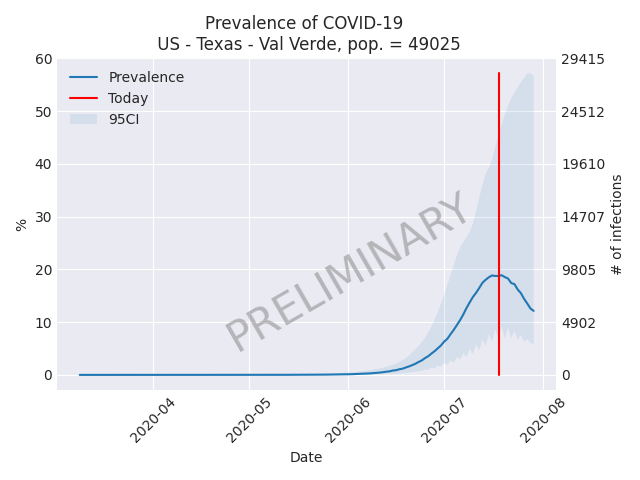 Prevalence of COVID-19
US - Texas - Val Verde, pop. = 49025
60
50
40
30
20
10
0
%
Prevalence
Today
95CI
PRELIMINARY
29415
24512
19610
14707
9805
4902
0
# of infections
2020-04
2020-05
2020-06
2020-07
2020-08
Date